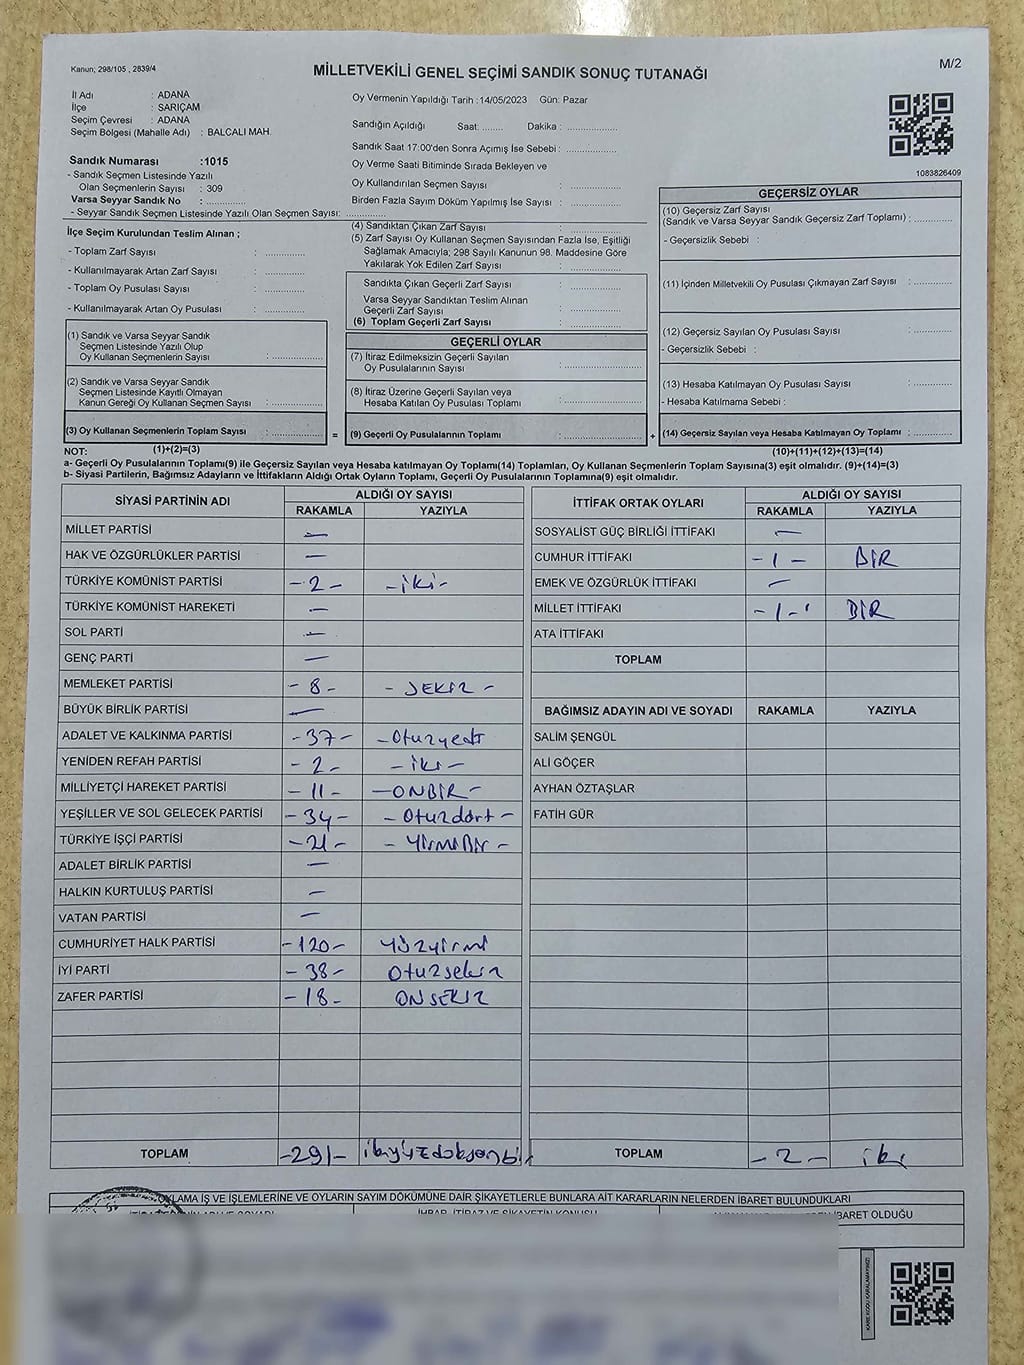 Kanun; 298/105 , 2839/4
M/2
MİLLETVEKİLİ GENEL SEÇİMİ SANDIK SONUÇ TUTANAĞI
İl Adı : ADANA
İlçe : SARIÇAM
Seçim Çevresi : ADANA
Seçim Bölgesi (Mahalle Adı) : BALCALI MAH.
Sandık Numarası :1015
- Sandık Seçmen Listesinde Yazılı
Olan Seçmenlerin Sayısı : 309
Varsa Seyyar Sandık No : ..................
- Seyyar Sandık Seçmen Listesinde Yazılı Olan Seçmen Sayısı: ..............
Oy Vermenin Yapıldığı Tarih :14/05/2023 Gün: Pazar
Sandığın Açıldığı Saat: ........ Dakika : ..................
Sandık Saat 17:00'den Sonra Açımış İse Sebebi : ..................
Oy Verme Saati Bitiminde Sırada Bekleyen ve
Oy Kullandırılan Seçmen Sayısı : ..................
Birden Fazla Sayım Döküm Yapılmış İse Sayısı : ..................
1083826409
İlçe Seçim Kurulundan Teslim Alınan ;
- Toplam Zarf Sayısı : ..............
- Kullanılmayarak Artan Zarf Sayısı : ..............
- Toplam Oy Pusulası Sayısı : ..............
- Kullanılmayarak Artan Oy Pusulası : ..............
(1) Sandık ve Varsa Seyyar Sandık
Seçmen Listesinde Yazılı Olup
Oy Kullanan Seçmenlerin Sayısı : ..................
(2) Sandık ve Varsa Seyyar Sandık
Seçmen Listesinde Kayıtlı Olmayan
Kanun Gereği Oy Kullanan Seçmen Sayısı : ..................
(3) Oy Kullanan Seçmenlerin Toplam Sayısı : ..................
(1)+(2)=(3)
(4) Sandıktan Çıkan Zarf Sayısı : ..................
(5) Zarf Sayısı Oy Kullanan Seçmen Sayısından Fazla İse, Eşitliği
Sağlamak Amacıyla; 298 Sayılı Kanunun 98. Maddesine Göre
Yakılarak Yok Edilen Zarf Sayısı : ..................
Sandıkta Çıkan Geçerli Zarf Sayısı : ..................
Varsa Seyyar Sandıktan Teslim Alınan
Geçerli Zarf Sayısı : ..................
(6) Toplam Geçerli Zarf Sayısı : ..................
GEÇERLİ OYLAR
(7) İtiraz Edilmeksizin Geçerli Sayılan
Oy Pusulalarının Sayısı : ..................
(8) İtiraz Üzerine Geçerli Sayılan veya
Hesaba Katılan Oy Pusulası Toplamı : ..................
= (9) Geçerli Oy Pusulalarının Toplamı : ..................
GEÇERSİZ OYLAR
(10) Geçersiz Zarf Sayısı
(Sandık ve Varsa Seyyar Sandık Geçersiz Zarf Toplamı) : ..............
- Geçersizlik Sebebi :
(11) İçinden Milletvekili Oy Pusulası Çıkmayan Zarf Sayısı : ..............
(12) Geçersiz Sayılan Oy Pusulası Sayısı : ..............
- Geçersizlik Sebebi :
(13) Hesaba Katılmayan Oy Pusulası Sayısı : ..............
- Hesaba Katılmama Sebebi :
+ (14) Geçersiz Sayılan veya Hesaba Katılmayan Oy Toplamı : ..............
(10)+(11)+(12)+(13)=(14)
NOT:
a- Geçerli Oy Pusulalarının Toplamı(9) ile Geçersiz Sayılan veya Hesaba katılmayan Oy Toplamı(14) Toplamları, Oy Kullanan Seçmenlerin Toplam Sayısına(3) eşit olmalıdır. (9)+(14)=(3)
b- Siyasi Partilerin, Bağımsız Adayların ve İttifakların Aldığı Ortak Oyların Toplamı, Geçerli Oy Pusulalarının Toplamına(9) eşit olmalıdır.
SİYASİ PARTİNİN ADI ALDIĞI OY SAYISI
RAKAMLA YAZIYLA
MİLLET PARTİSİ —
HAK VE ÖZGÜRLÜKLER PARTİSİ —
TÜRKİYE KOMÜNİST PARTİSİ -2- -iki-
TÜRKİYE KOMÜNİST HAREKETİ —
SOL PARTİ —
GENÇ PARTİ —
MEMLEKET PARTİSİ -8- -SEKİZ-
BÜYÜK BİRLİK PARTİSİ —
ADALET VE KALKINMA PARTİSİ -37- -otuzyedi
YENİDEN REFAH PARTİSİ -2- -iki-
MİLLİYETÇİ HAREKET PARTİSİ -11- -ONBİR-
YEŞİLLER VE SOL GELECEK PARTİSİ -34- -otuzdört-
TÜRKİYE İŞÇİ PARTİSİ -21- -YİRMİBİR-
ADALET BİRLİK PARTİSİ —
HALKIN KURTULUŞ PARTİSİ —
VATAN PARTİSİ —
CUMHURİYET HALK PARTİSİ -120- yüzyirmi
İYİ PARTİ -38- otuzsekiz
ZAFER PARTİSİ -18- ONSEKİZ
TOPLAM -291- ikiyüzdoksanbir
İTTİFAK ORTAK OYLARI ALDIĞI OY SAYISI
RAKAMLA YAZIYLA
SOSYALİST GÜÇ BİRLİĞİ İTTİFAKI —
CUMHUR İTTİFAKI -1- BİR
EMEK VE ÖZGÜRLÜK İTTİFAKI —
MİLLET İTTİFAKI -1-' BİR
ATA İTTİFAKI
TOPLAM
BAĞIMSIZ ADAYIN ADI VE SOYADI RAKAMLA YAZIYLA
SALİM ŞENGÜL
ALİ GÖÇER
AYHAN ÖZTAŞLAR
FATİH GÜR
TOPLAM -2- iki
OYLAMA İŞ VE İŞLEMLERİNE VE OYLARIN SAYIM DÖKÜMÜNE DAİR ŞİKAYETLERLE BUNLARA AİT KARARLARIN NELERDEN İBARET BULUNDUKLARI
İHBAR, İTİRAZ VE ŞİKAYETİN KONUSU
İBARET OLDUĞU
KARE KODU KARALAMAYINIZ!